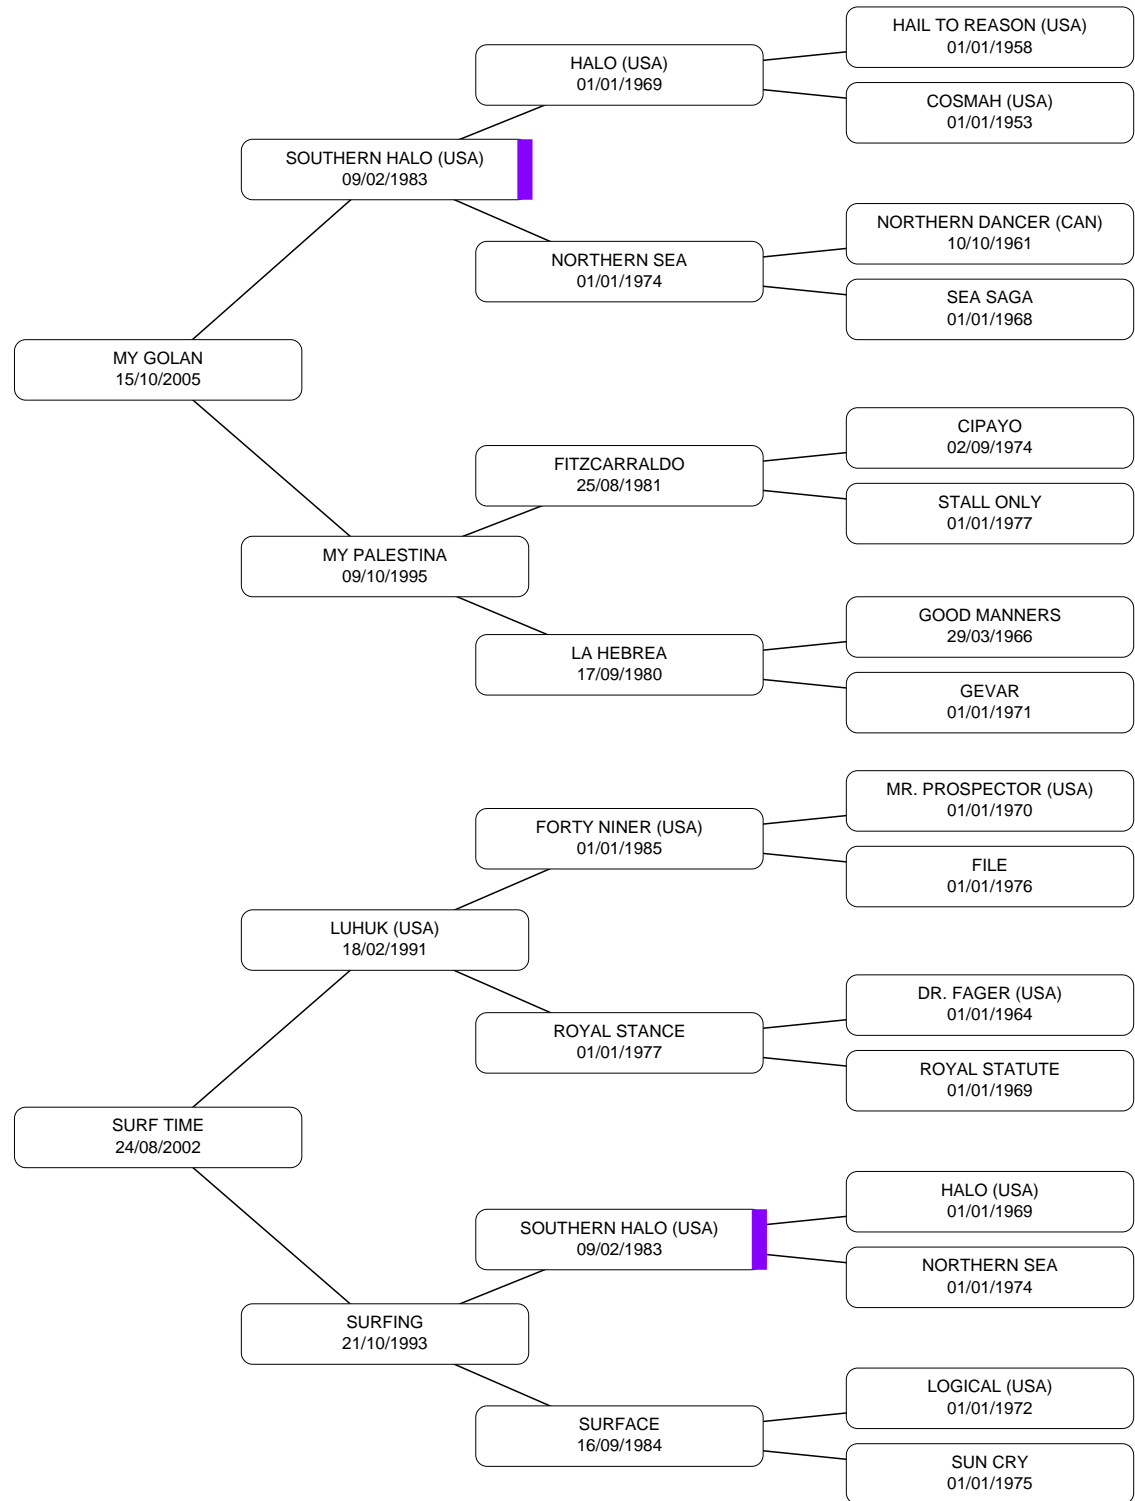 HAIL TO REASON (USA)
01/01/1958
HALO (USA)
01/01/1969
COSMAH (USA)
01/01/1953
SOUTHERN HALO (USA)
09/02/1983
NORTHERN DANCER (CAN)
10/10/1961
NORTHERN SEA
01/01/1974
SEA SAGA
01/01/1968
MY GOLAN
15/10/2005
CIPAYO
02/09/1974
FITZCARRALDO
25/08/1981
STALL ONLY
01/01/1977
MY PALESTINA
09/10/1995
GOOD MANNERS
29/03/1966
LA HEBREA
17/09/1980
GEVAR
01/01/1971
MR. PROSPECTOR (USA)
01/01/1970
FORTY NINER (USA)
01/01/1985
FILE
01/01/1976
LUHUK (USA)
18/02/1991
DR. FAGER (USA)
01/01/1964
ROYAL STANCE
01/01/1977
ROYAL STATUTE
01/01/1969
SURF TIME
24/08/2002
HALO (USA)
01/01/1969
SOUTHERN HALO (USA)
09/02/1983
NORTHERN SEA
01/01/1974
SURFING
21/10/1993
LOGICAL (USA)
01/01/1972
SURFACE
16/09/1984
SUN CRY
01/01/1975